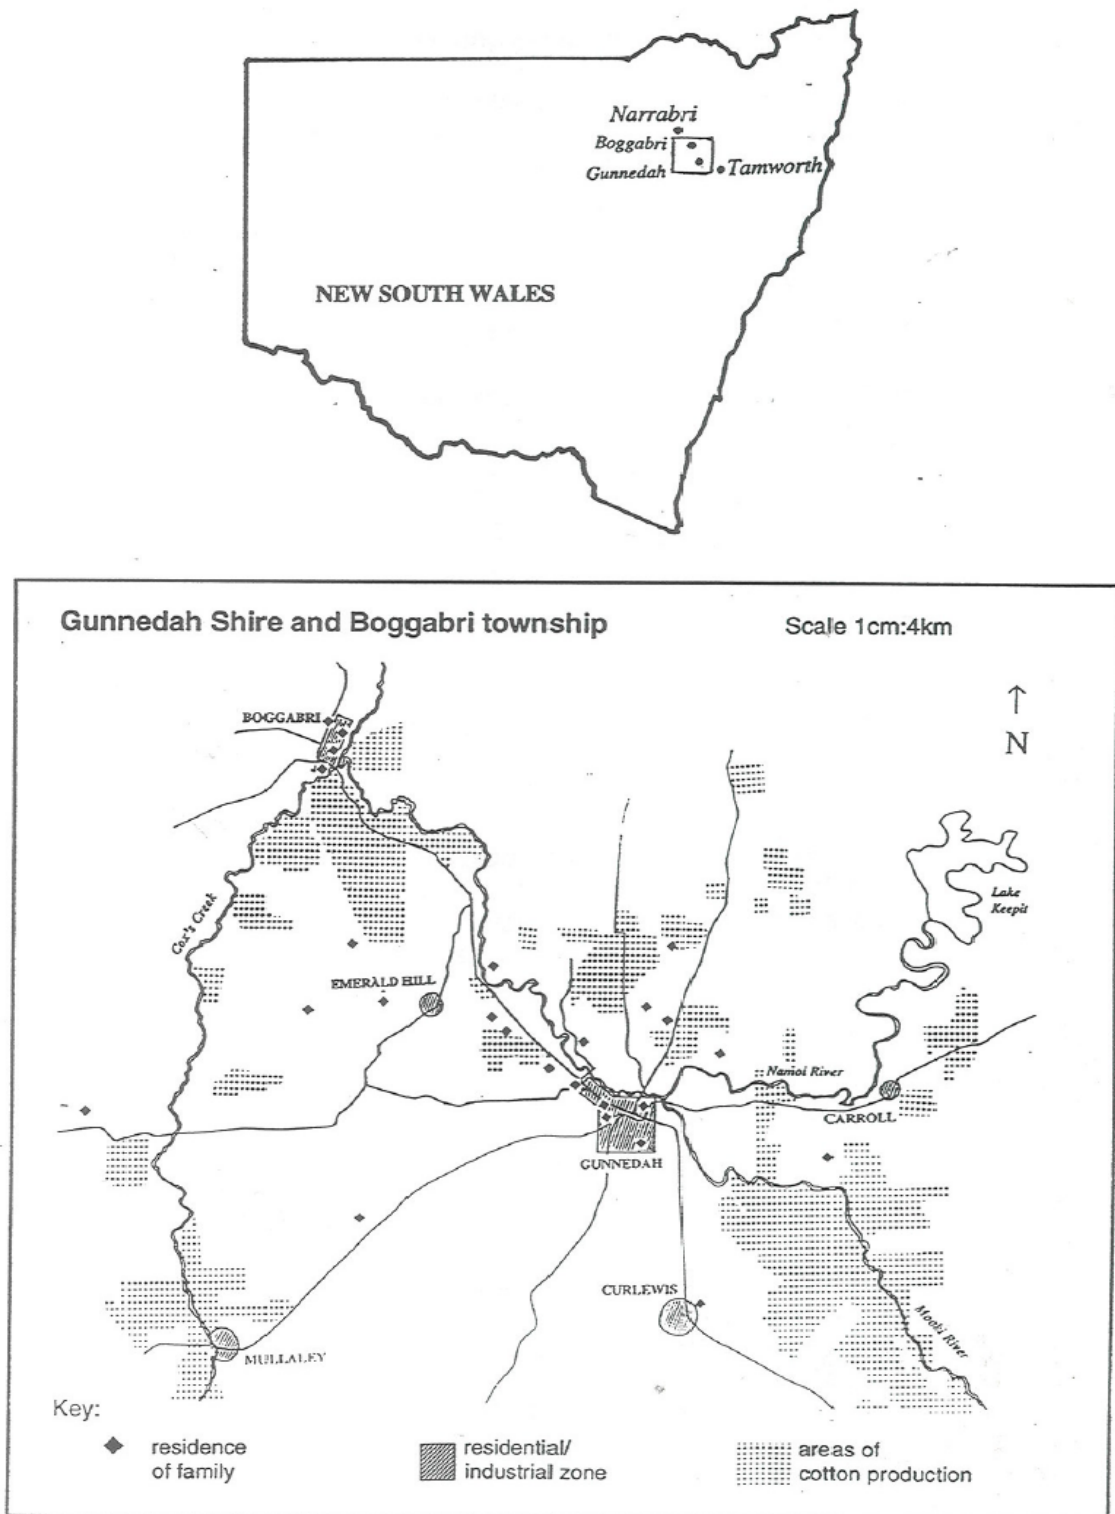 Narrabri
Boggabri
Gunnedah
Tamworth
NEW SOUTH WALES
Gunnedah Shire and Boggabri township
Scale 1cm:4km
BOGGABRI
N
Cox's Creek
Lake
Keepit
EMERALD HILL
Namoi River
CARROLL
GUNNEDAH
CURLEWIS
Mooki River
MULLALEY
Key:
residence
of family
residential/
industrial zone
areas of
cotton production